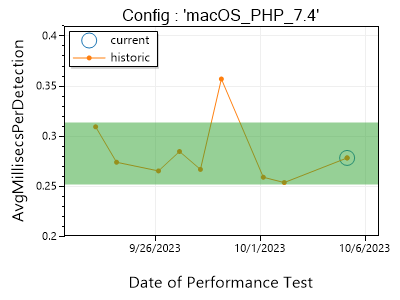 Config : 'macOS_PHP_7.4'
current
historic
AvgMillisecsPerDetection
0.4
0.35
0.3
0.25
0.2
9/26/2023
10/1/2023
10/6/2023
Date of Performance Test